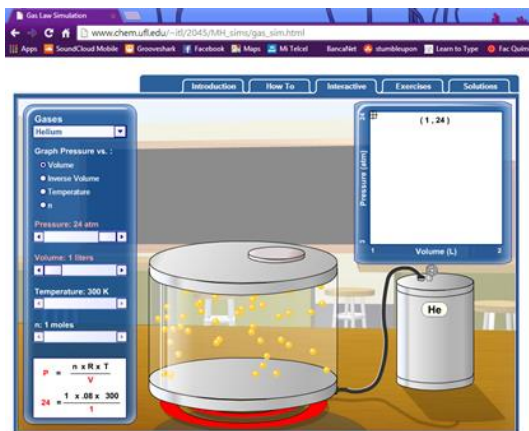 Gas Law Simulation
www.chem.ufl.edu/~itl/2045/MH_sims/gas_sim.html
Apps SoundCloud Mobile Grooveshark Facebook Maps Mi Telcel BancaNet stumbleupon Learn to Type Fac Quim
Introduction How To Interactive Exercises Solutions
Gases
Helium
Graph Pressure vs. :
Volume
Inverse Volume
Temperature
n
Pressure: 24 atm
Volume: 1 liters
Temperature: 300 K
n: 1 moles
P = n x R x T
V
24 = 1 x .08 x 300
1
24
( 1 , 24 )
Pressure (atm)
1 Volume (L) 2
He